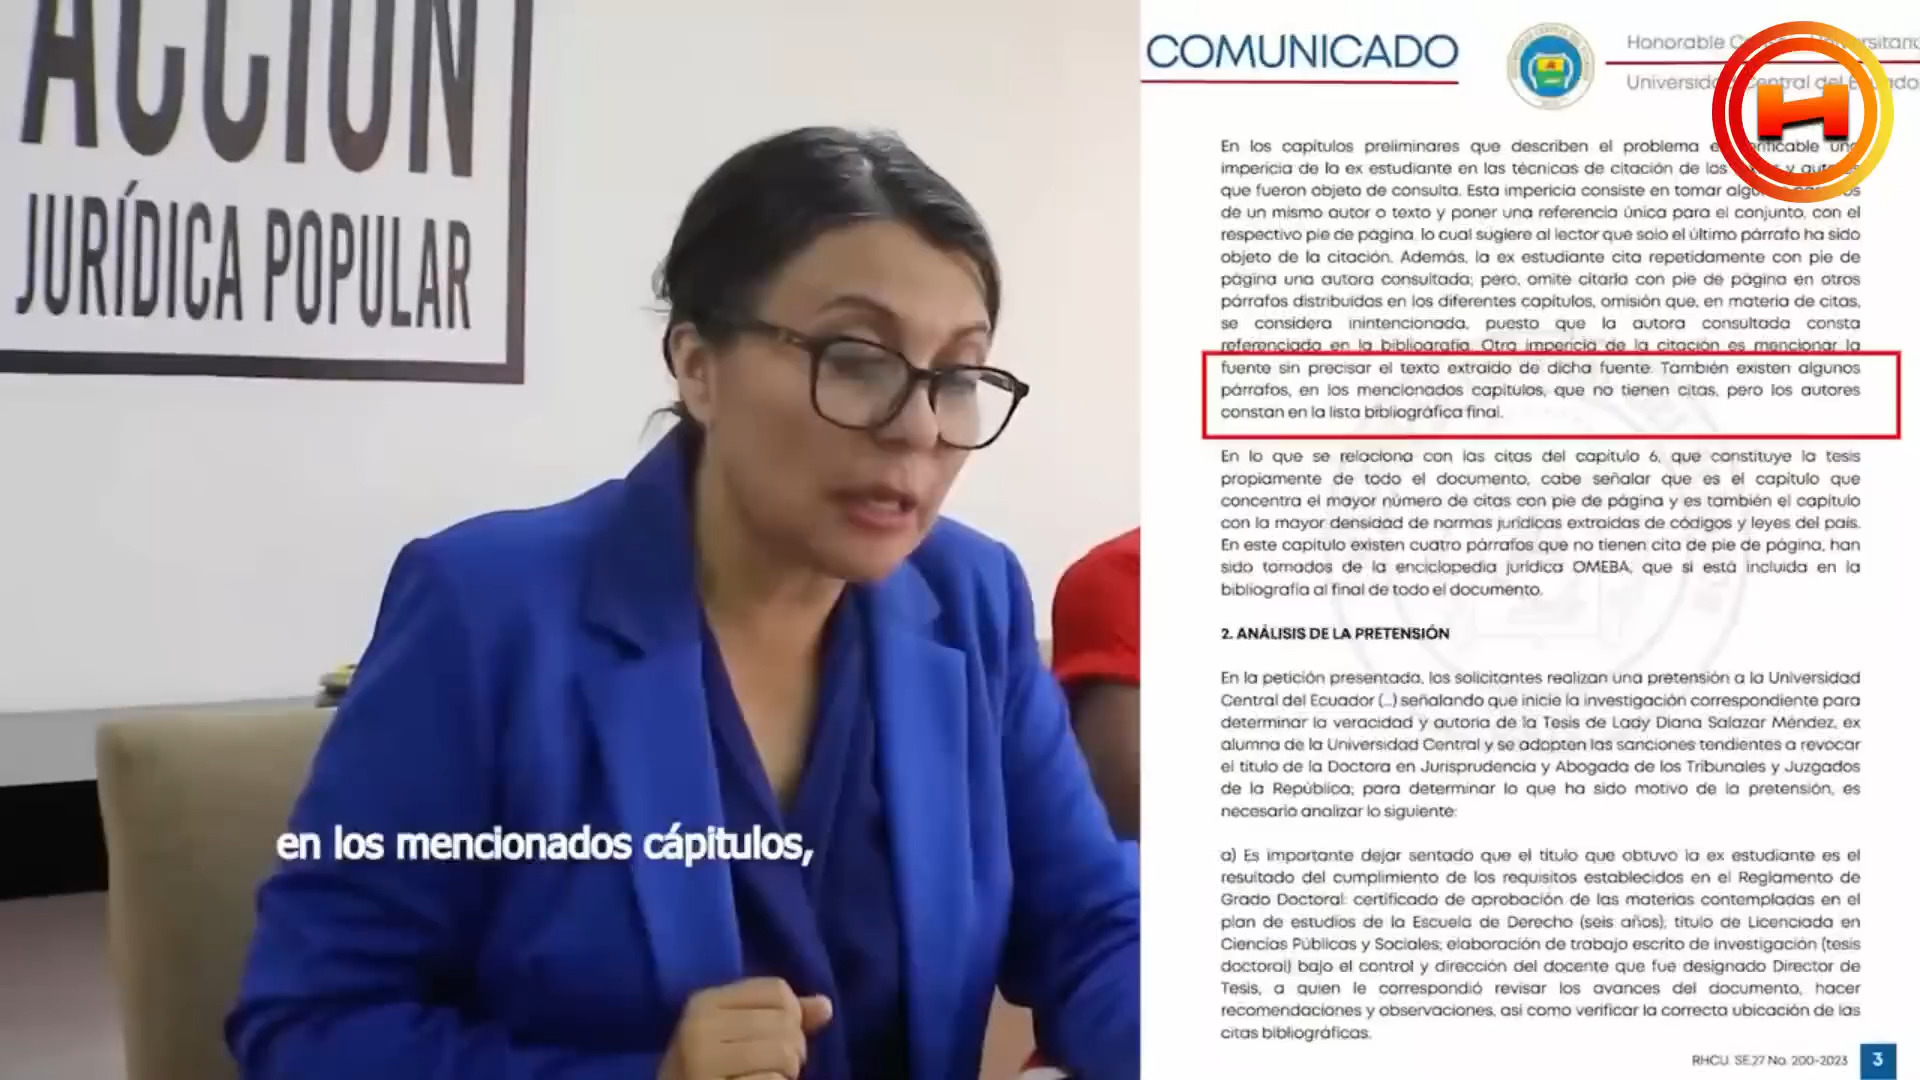 ACCIÓN
JURÍDICA POPULAR
en los mencionados cápitulos,
COMUNICADO
Honorable
Universidad Central del
H
En los capítulos preliminares que describen el problema es verificable una
impericia de la ex estudiante en las técnicas de citación de los y
que fueron objeto de consulta. Esta impericia consiste en tomar
de un mismo autor o texto y poner una referencia única para el conjunto, con el
respectivo pie de página, lo cual sugiere al lector que solo el último párrafo ha sido
objeto de la citación. Además, la ex estudiante cita repetidamente con pie de
página una autora consultada; pero, omite citarla con pie de página en otros
párrafos distribuidos en los diferentes capítulos, omisión que, en materia de citas,
se considera inintencionada, puesto que la autora consultada consta
referenciada en la bibliografía. Otra impericia de la citación es mencionar la
fuente sin precisar el texto extraído de dicha fuente. También existen algunos
párrafos, en los mencionados capítulos, que no tienen citas, pero los autores
constan en la lista bibliográfica final.
En lo que se relaciona con las citas del capítulo 6, que constituye la tesis
propiamente de todo el documento, cabe señalar que es el capítulo que
concentra el mayor número de citas con pie de página y es también el capítulo
con la mayor densidad de normas jurídicas extraídas de códigos y leyes del país.
En este capítulo existen cuatro párrafos que no tienen cita de pie de página, han
sido tomados de la enciclopedia jurídica OMEBA, que si está incluida en la
bibliografía al final de todo el documento.
2. ANÁLISIS DE LA PRETENSIÓN
En la petición presentada, los solicitantes realizan una pretensión a la Universidad
Central del Ecuador (...) señalando que inicie la investigación correspondiente para
determinar la veracidad y autoría de la Tesis de Lady Diana Salazar Méndez, ex
alumna de la Universidad Central y se adopten las sanciones tendientes a revocar
el título de la Doctora en Jurisprudencia y Abogada de los Tribunales y Juzgados
de la República; para determinar lo que ha sido motivo de la pretensión, es
necesario analizar lo siguiente:
a) Es importante dejar sentado que el título que obtuvo la ex estudiante es el
resultado del cumplimiento de los requisitos establecidos en el Reglamento de
Grado Doctoral: certificado de aprobación de las materias contempladas en el
plan de estudios de la Escuela de Derecho (seis años); título de Licenciada en
Ciencias Públicas y Sociales; elaboración de trabajo escrito de investigación (tesis
doctoral) bajo el control y dirección del docente que fue designado Director de
Tesis, a quien le correspondió revisar los avances del documento, hacer
recomendaciones y observaciones, así como verificar la correcta ubicación de las
citas bibliográficas.
RHCU. SE.27 No. 200-2023 3